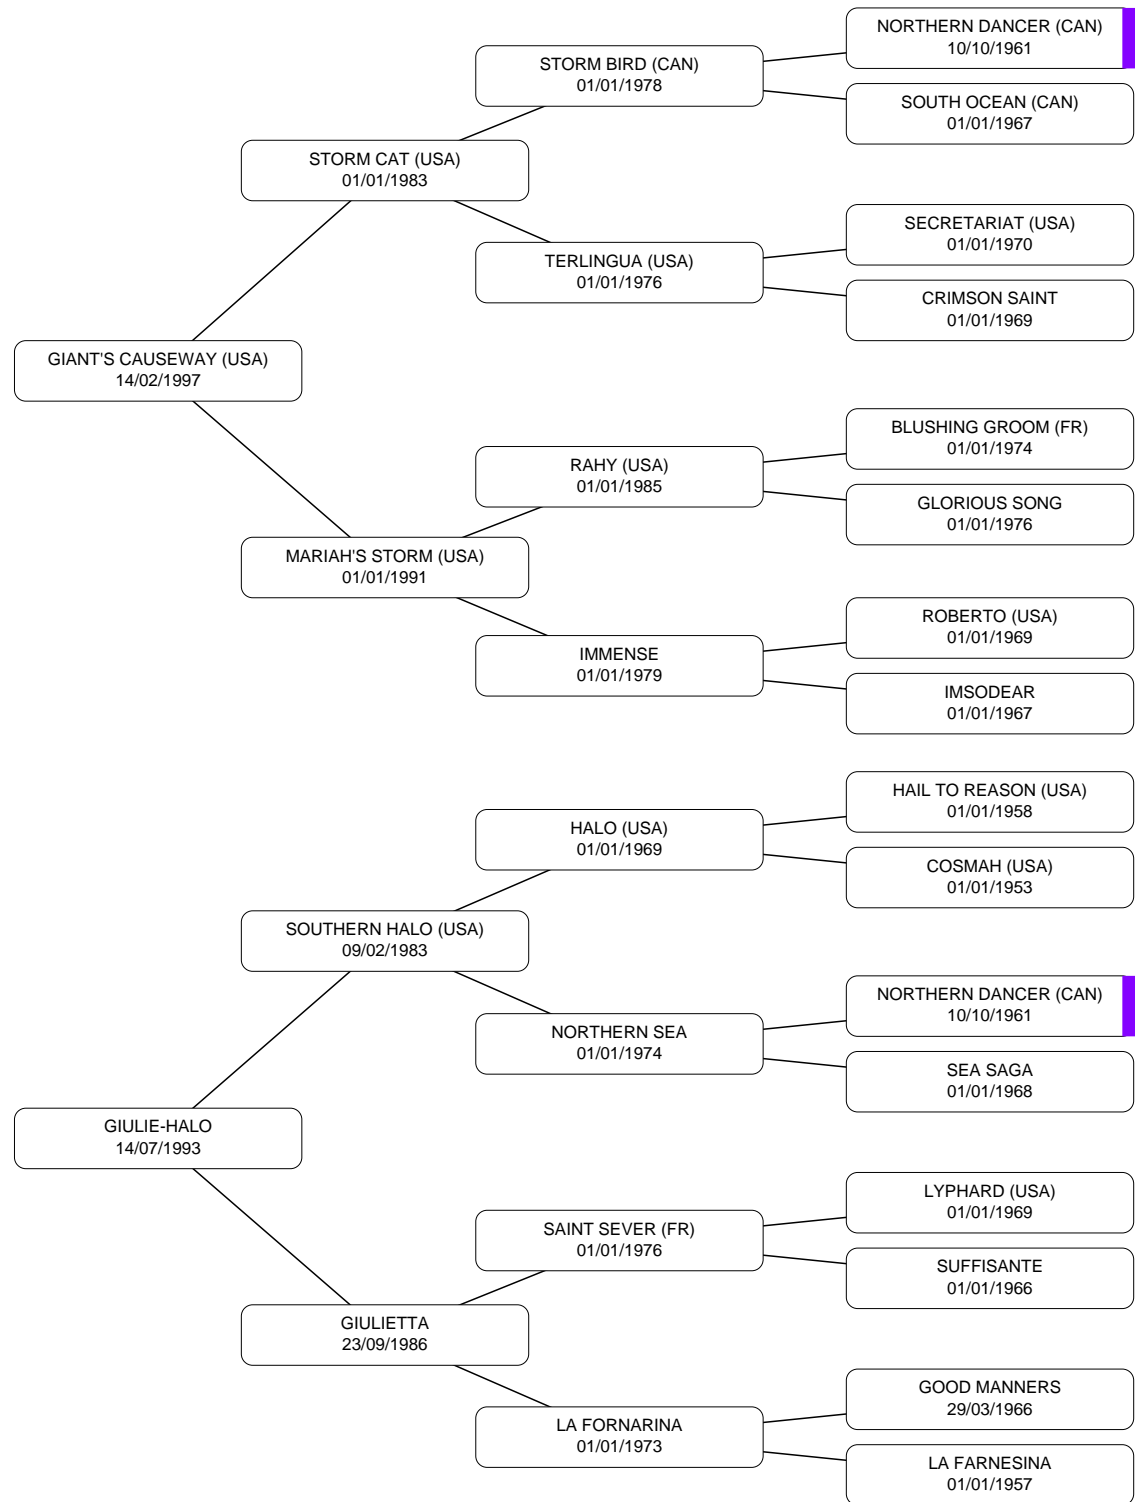 NORTHERN DANCER (CAN)
10/10/1961
STORM BIRD (CAN)
01/01/1978
SOUTH OCEAN (CAN)
01/01/1967
STORM CAT (USA)
01/01/1983
SECRETARIAT (USA)
01/01/1970
TERLINGUA (USA)
01/01/1976
CRIMSON SAINT
01/01/1969
GIANT'S CAUSEWAY (USA)
14/02/1997
BLUSHING GROOM (FR)
01/01/1974
RAHY (USA)
01/01/1985
GLORIOUS SONG
01/01/1976
MARIAH'S STORM (USA)
01/01/1991
ROBERTO (USA)
01/01/1969
IMMENSE
01/01/1979
IMSODEAR
01/01/1967
HAIL TO REASON (USA)
01/01/1958
HALO (USA)
01/01/1969
COSMAH (USA)
01/01/1953
SOUTHERN HALO (USA)
09/02/1983
NORTHERN DANCER (CAN)
10/10/1961
NORTHERN SEA
01/01/1974
SEA SAGA
01/01/1968
GIULIE-HALO
14/07/1993
LYPHARD (USA)
01/01/1969
SAINT SEVER (FR)
01/01/1976
SUFFISANTE
01/01/1966
GIULIETTA
23/09/1986
GOOD MANNERS
29/03/1966
LA FORNARINA
01/01/1973
LA FARNESINA
01/01/1957